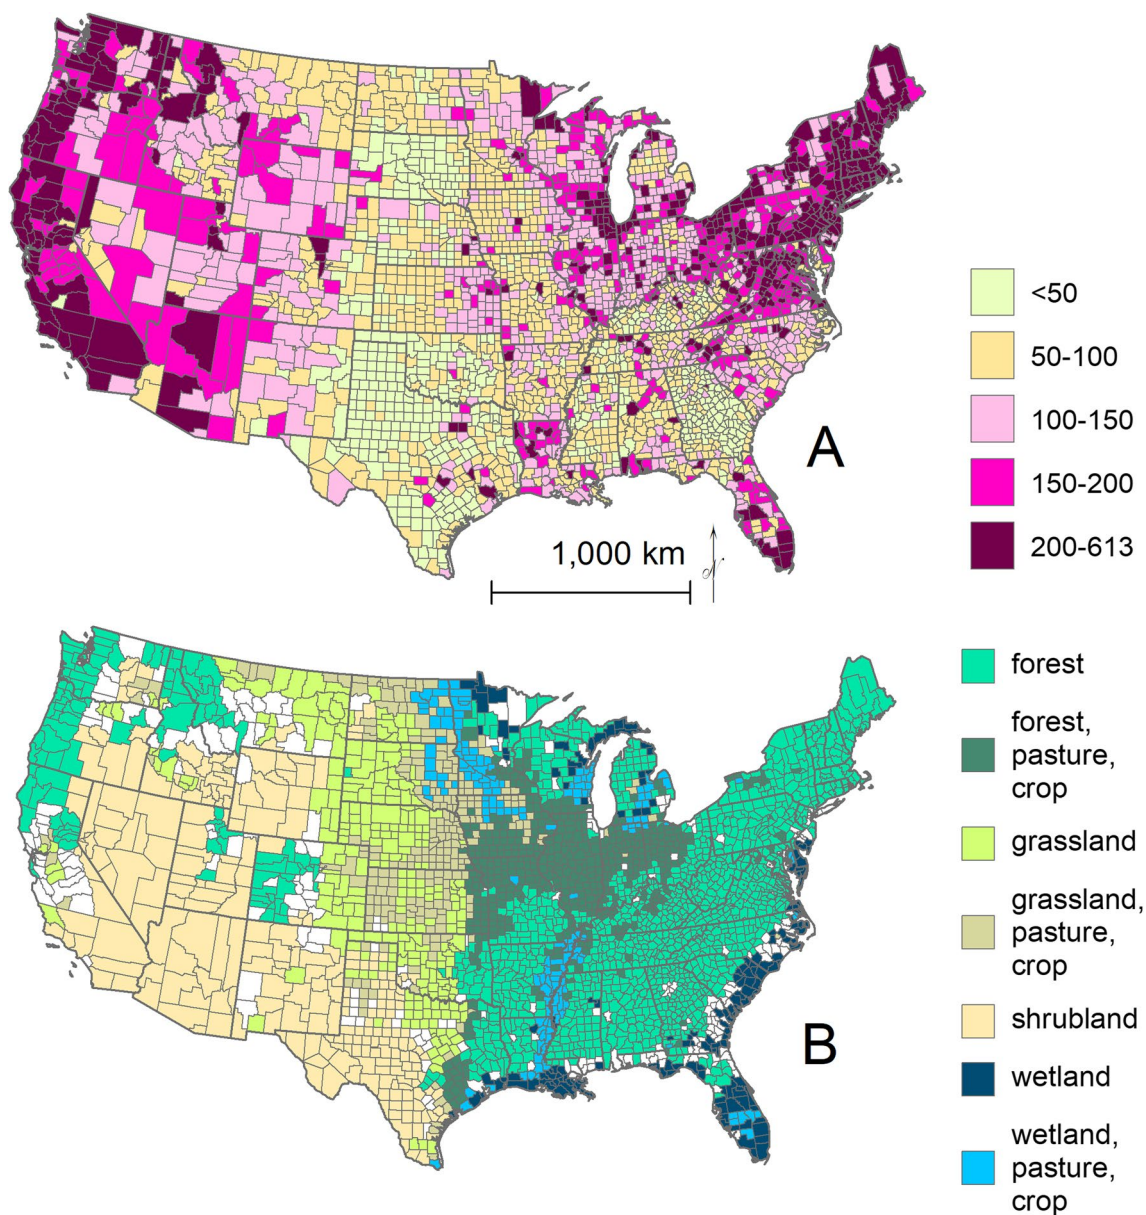 <50
50-100
100-150
150-200
200-613
A
1,000 km
N
forest
forest,
pasture,
crop
grassland
grassland,
pasture,
crop
shrubland
wetland
wetland,
pasture,
crop
B